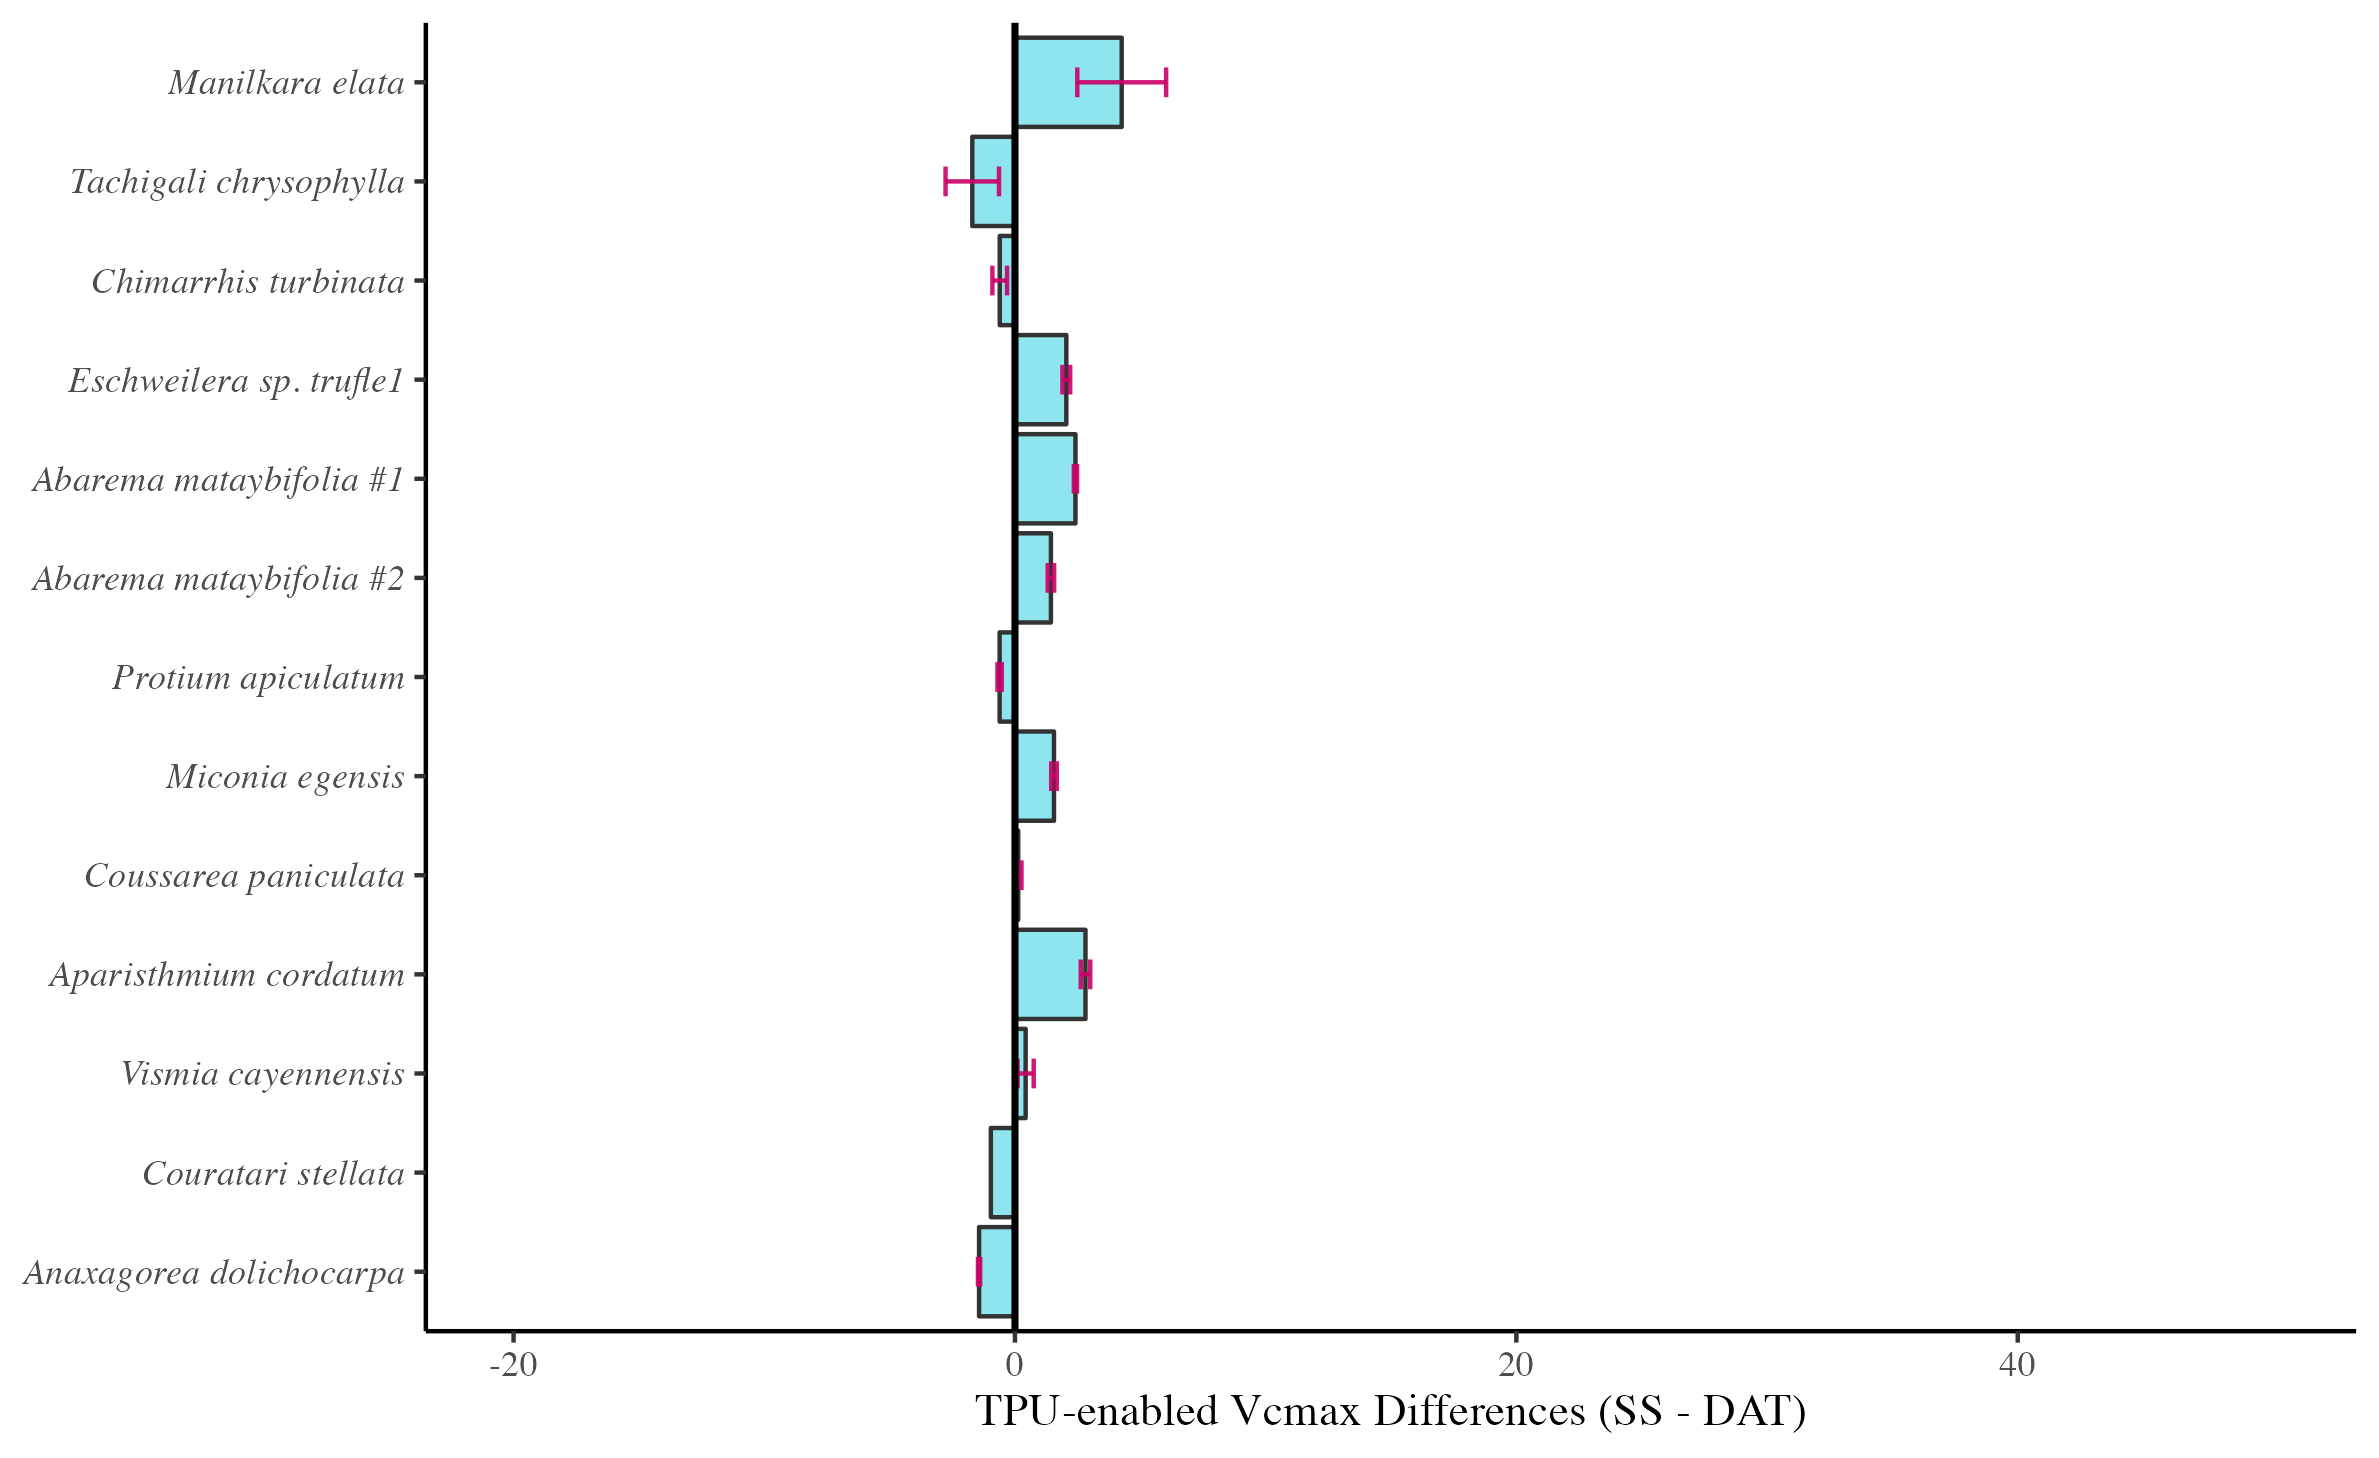 Manilkara elata
Tachigali chrysophylla
Chimarrhis turbinata
Eschweilera sp. trufle1
Abarema mataybifolia #1
Abarema mataybifolia #2
Protium apiculatum
Miconia egensis
Coussarea paniculata
Aparisthmium cordatum
Vismia cayennensis
Couratari stellata
Anaxagorea dolichocarpa
-20 0 20 40
TPU-enabled Vcmax Differences (SS - DAT)